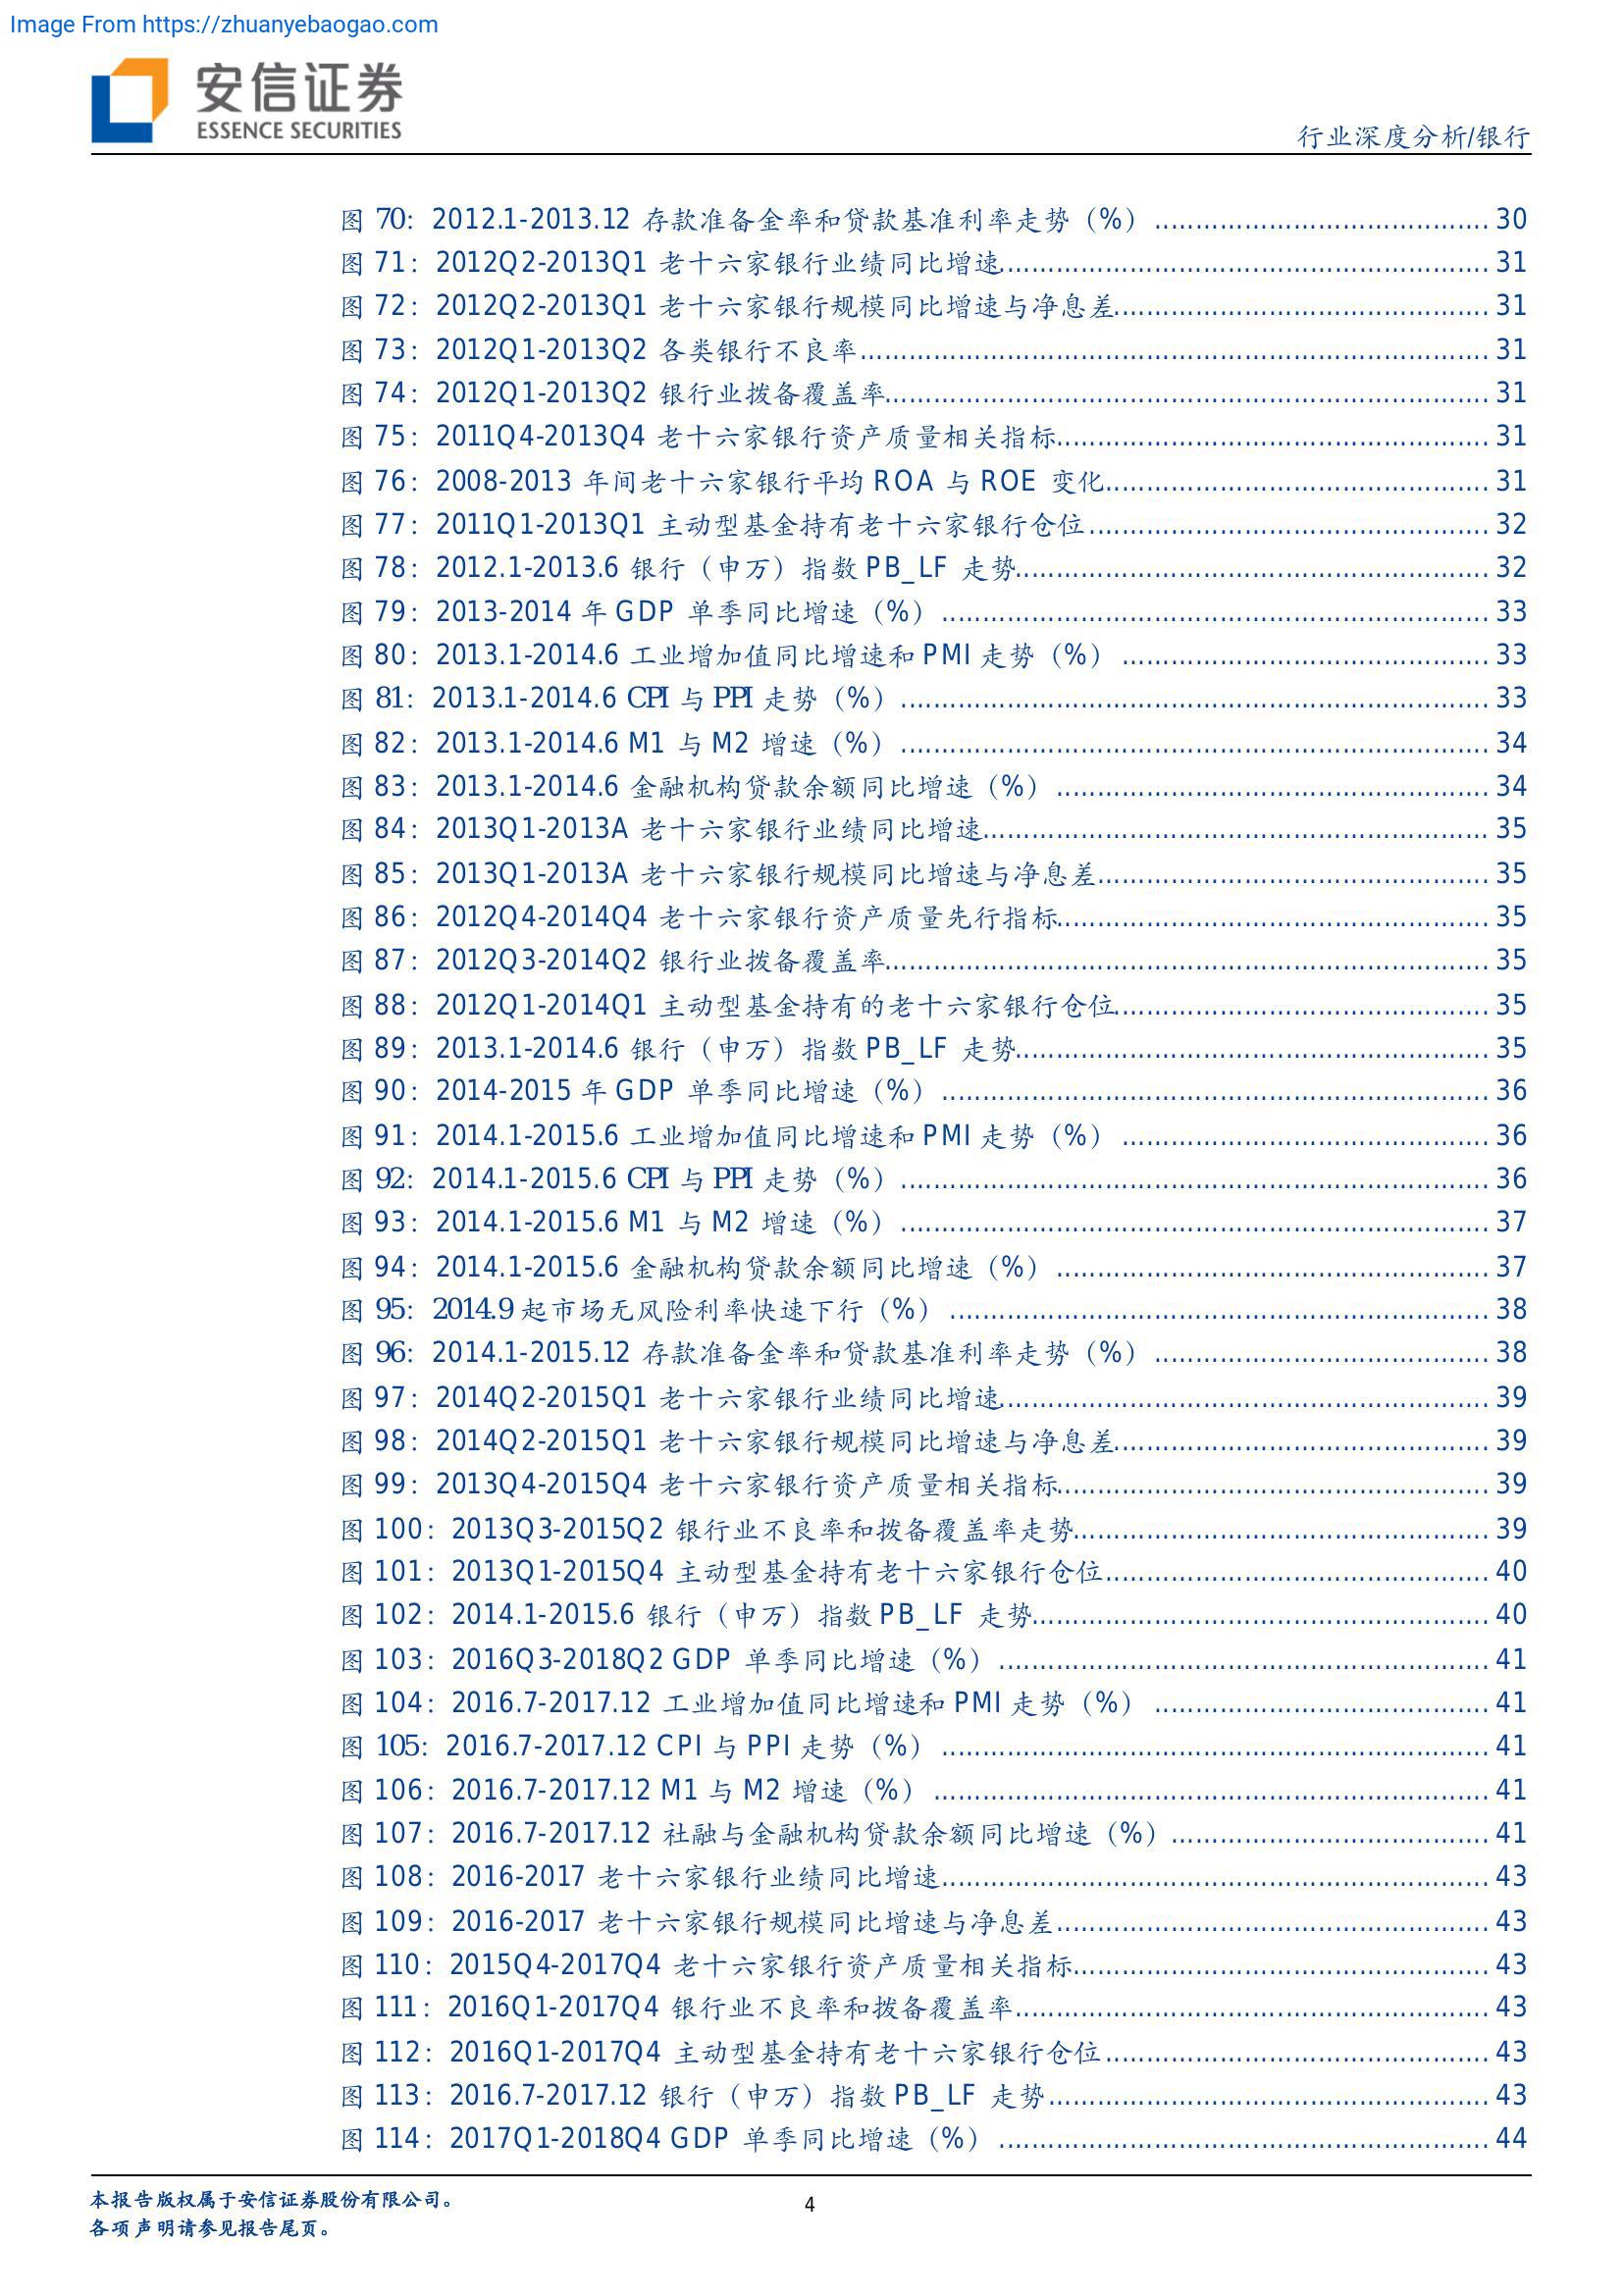 Image From https://zhuanyebaogao.com
安信证券
ESSENCE SECURITIES
行业深度分析/银行
图 70：2012.1-2013.12 存款准备金率和贷款基准利率走势（%） ........................................ 30
图 71：2012Q2-2013Q1 老十六家银行业绩同比增速........................................................... 31
图 72：2012Q2-2013Q1 老十六家银行规模同比增速与净息差............................................. 31
图 73：2012Q1-2013Q2 各类银行不良率............................................................................ 31
图 74：2012Q1-2013Q2 银行业拨备覆盖率......................................................................... 31
图 75：2011Q4-2013Q4 老十六家银行资产质量相关指标.................................................... 31
图 76：2008-2013 年间老十六家银行平均 ROA 与 ROE 变化.............................................. 31
图 77：2011Q1-2013Q1 主动型基金持有老十六家银行仓位................................................ 32
图 78：2012.1-2013.6 银行（申万）指数 PB_LF 走势......................................................... 32
图 79：2013-2014 年 GDP 单季同比增速（%） .................................................................. 33
图 80：2013.1-2014.6 工业增加值同比增速和 PMI 走势（%） ............................................ 33
图 81：2013.1-2014.6 CPI 与 PPI 走势（%） ....................................................................... 33
图 82：2013.1-2014.6 M1 与 M2 增速（%） ....................................................................... 34
图 83：2013.1-2014.6 金融机构贷款余额同比增速（%） .................................................... 34
图 84：2013Q1-2013A 老十六家银行业绩同比增速............................................................. 35
图 85：2013Q1-2013A 老十六家银行规模同比增速与净息差............................................... 35
图 86：2012Q4-2014Q4 老十六家银行资产质量先行指标.................................................... 35
图 87：2012Q3-2014Q2 银行业拨备覆盖率......................................................................... 35
图 88：2012Q1-2014Q1 主动型基金持有的老十六家银行仓位............................................. 35
图 89：2013.1-2014.6 银行（申万）指数 PB_LF 走势......................................................... 35
图 90：2014-2015 年 GDP 单季同比增速（%） .................................................................. 36
图 91：2014.1-2015.6 工业增加值同比增速和 PMI 走势（%） ............................................ 36
图 92：2014.1-2015.6 CPI 与 PPI 走势（%） ....................................................................... 36
图 93：2014.1-2015.6 M1 与 M2 增速（%） ....................................................................... 37
图 94：2014.1-2015.6 金融机构贷款余额同比增速（%） .................................................... 37
图 95：2014.9 起市场无风险利率快速下行（%） ................................................................. 38
图 96：2014.1-2015.12 存款准备金率和贷款基准利率走势（%） ........................................ 38
图 97：2014Q2-2015Q1 老十六家银行业绩同比增速........................................................... 39
图 98：2014Q2-2015Q1 老十六家银行规模同比增速与净息差............................................. 39
图 99：2013Q4-2015Q4 老十六家银行资产质量相关指标.................................................... 39
图 100：2013Q3-2015Q2 银行业不良率和拨备覆盖率走势.................................................. 39
图 101：2013Q1-2015Q4 主动型基金持有老十六家银行仓位.............................................. 40
图 102：2014.1-2015.6 银行（申万）指数 PB_LF 走势....................................................... 40
图 103：2016Q3-2018Q2 GDP 单季同比增速（%） ........................................................... 41
图 104：2016.7-2017.12 工业增加值同比增速和 PMI 走势（%） ........................................ 41
图 105：2016.7-2017.12 CPI 与 PPI 走势（%） .................................................................. 41
图 106：2016.7-2017.12 M1 与 M2 增速（%） ................................................................... 41
图 107：2016.7-2017.12 社融与金融机构贷款余额同比增速（%）...................................... 41
图 108：2016-2017 老十六家银行业绩同比增速.................................................................. 43
图 109：2016-2017 老十六家银行规模同比增速与净息差.................................................... 43
图 110：2015Q4-2017Q4 老十六家银行资产质量相关指标.................................................. 43
图 111：2016Q1-2017Q4 银行业不良率和拨备覆盖率......................................................... 43
图 112：2016Q1-2017Q4 主动型基金持有老十六家银行仓位.............................................. 43
图 113：2016.7-2017.12 银行（申万）指数 PB_LF 走势..................................................... 43
图 114：2017Q1-2018Q4 GDP 单季同比增速（%） ........................................................... 44
本报告版权属于安信证券股份有限公司。
各项声明请参见报告尾页。
4